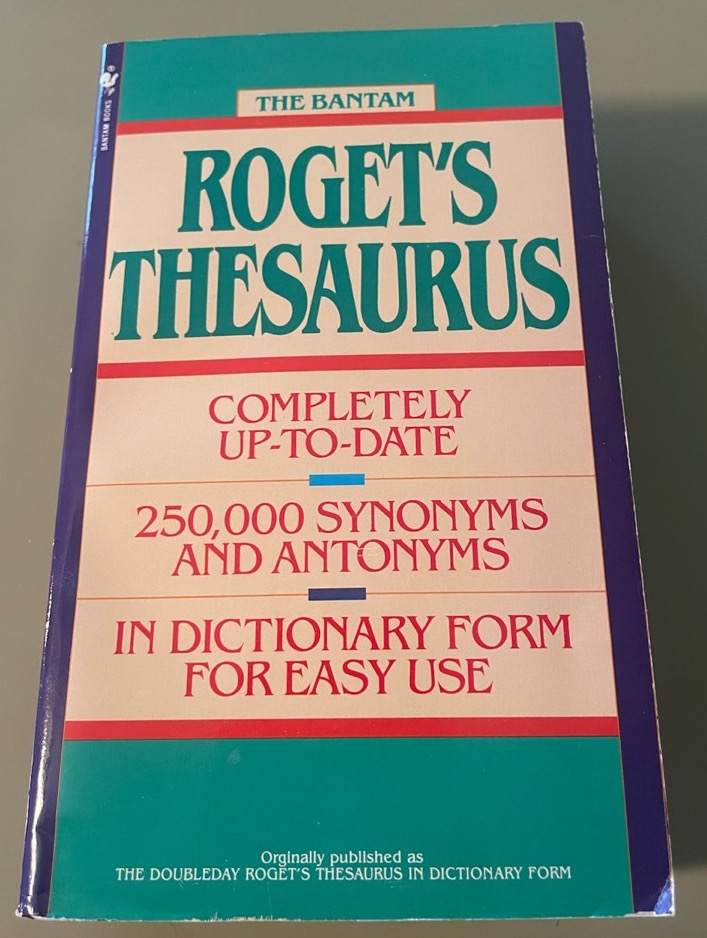 BANTAM BOOKS
THE BANTAM
ROGET'S
THESAURUS
COMPLETELY
UP-TO-DATE
250,000 SYNONYMS
AND ANTONYMS
IN DICTIONARY FORM
FOR EASY USE
Orginally published as
THE DOUBLEDAY ROGET'S THESAURUS IN DICTIONARY FORM